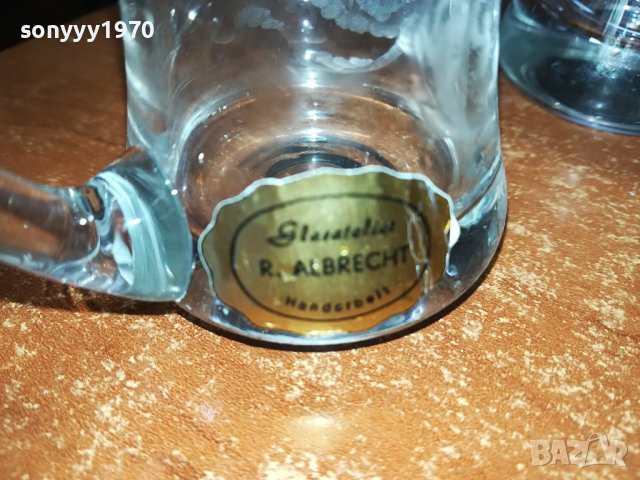 sonyyy1970
Glasatelier
R. ALBRECHT
Handarbeit
BAZAR